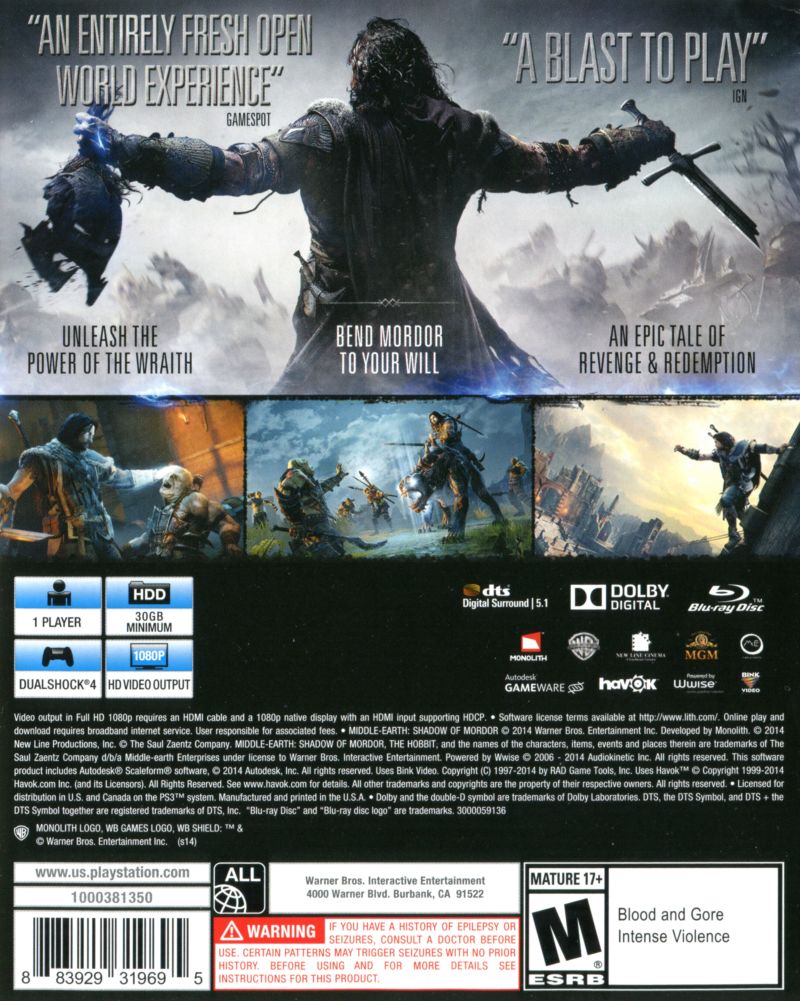 “AN ENTIRELY FRESH OPEN
WORLD EXPERIENCE”
GAMESPOT
“A BLAST TO PLAY”
IGN
UNLEASH THE
POWER OF THE WRAITH
BEND MORDOR
TO YOUR WILL
AN EPIC TALE OF
REVENGE & REDEMPTION
1 PLAYER
HDD
30GB
MINIMUM
DUALSHOCK®4
1080P
HD VIDEO OUTPUT
dts
Digital Surround | 5.1
DOLBY
DIGITAL
Blu-ray Disc™
MONOLITH
WB
NEW LINE CINEMA
MGM
ME
Autodesk
GAMEWARE
havok
Powered by
Wwise
BINK
VIDEO
Video output in Full HD 1080p requires an HDMI cable and a 1080p native display with an HDMI input supporting HDCP. • Software license terms available at http://www.lith.com/. Online play and
download requires broadband internet service. User responsible for associated fees. • MIDDLE-EARTH: SHADOW OF MORDOR © 2014 Warner Bros. Entertainment Inc. Developed by Monolith. © 2014
New Line Productions, Inc. © The Saul Zaentz Company. MIDDLE-EARTH: SHADOW OF MORDOR, THE HOBBIT, and the names of the characters, items, events and places therein are trademarks of The
Saul Zaentz Company d/b/a Middle-earth Enterprises under license to Warner Bros. Interactive Entertainment. Powered by Wwise © 2006 - 2014 Audiokinetic Inc. All rights reserved. This software
product includes Autodesk® Scaleform® software, © 2014 Autodesk, Inc. All rights reserved. Uses Bink Video. Copyright (C) 1997-2014 by RAD Game Tools, Inc. Uses Havok™ © Copyright 1999-2014
Havok.com Inc. (and its Licensors). All Rights Reserved. See www.havok.com for details. All other trademarks and copyrights are the property of their respective owners. All rights reserved. • Licensed for
distribution in U.S. and Canada on the PS3™ system. Manufactured and printed in the U.S.A. • Dolby and the double-D symbol are trademarks of Dolby Laboratories. DTS, the DTS Symbol, and DTS + the
DTS Symbol together are registered trademarks of DTS, Inc. “Blu-ray Disc” and “Blu-ray disc logo” are trademarks. 3000059136
WB MONOLITH LOGO, WB GAMES LOGO, WB SHIELD: ™ &
© Warner Bros. Entertainment Inc. (s14)
www.us.playstation.com
1000381350
8 83929 31969 5
ALL
Warner Bros. Interactive Entertainment
4000 Warner Blvd. Burbank, CA 91522
WARNING IF YOU HAVE A HISTORY OF EPILEPSY OR
SEIZURES, CONSULT A DOCTOR BEFORE
USE. CERTAIN PATTERNS MAY TRIGGER SEIZURES WITH NO PRIOR
HISTORY. BEFORE USING AND FOR MORE DETAILS SEE
INSTRUCTIONS FOR THIS PRODUCT.
MATURE 17+
M®
ESRB
Blood and Gore
Intense Violence